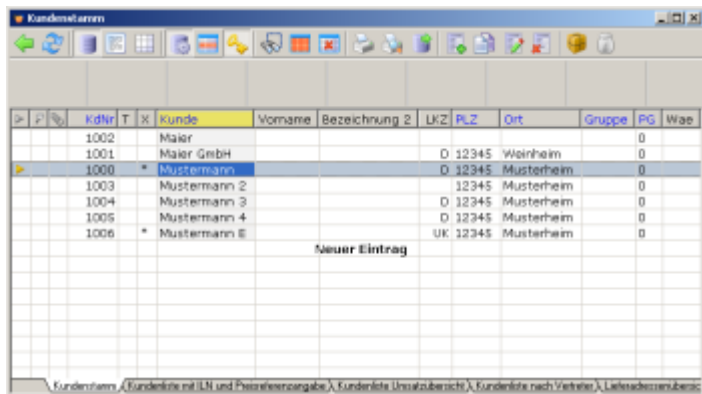 Kundenstamm
KdNr T X Kunde Vorname Bezeichnung 2 LKZ PLZ Ort Gruppe PG Wae
1002 Maier 0
1001 Maier GmbH D 12345 Weinheim 0
1000 * Mustermann D 12345 Musterheim 0
1003 Mustermann 2 12345 Musterheim 0
1004 Mustermann 3 D 12345 Musterheim 0
1005 Mustermann 4 D 12345 Musterheim 0
1006 * Mustermann E UK 12345 Musterheim 0
Neuer Eintrag
Kundenstamm Kundenliste mit ILN und Preisreferenzangabe Kundenliste Umsatzübersicht Kundenliste nach Vertreter Lieferadressenübersic